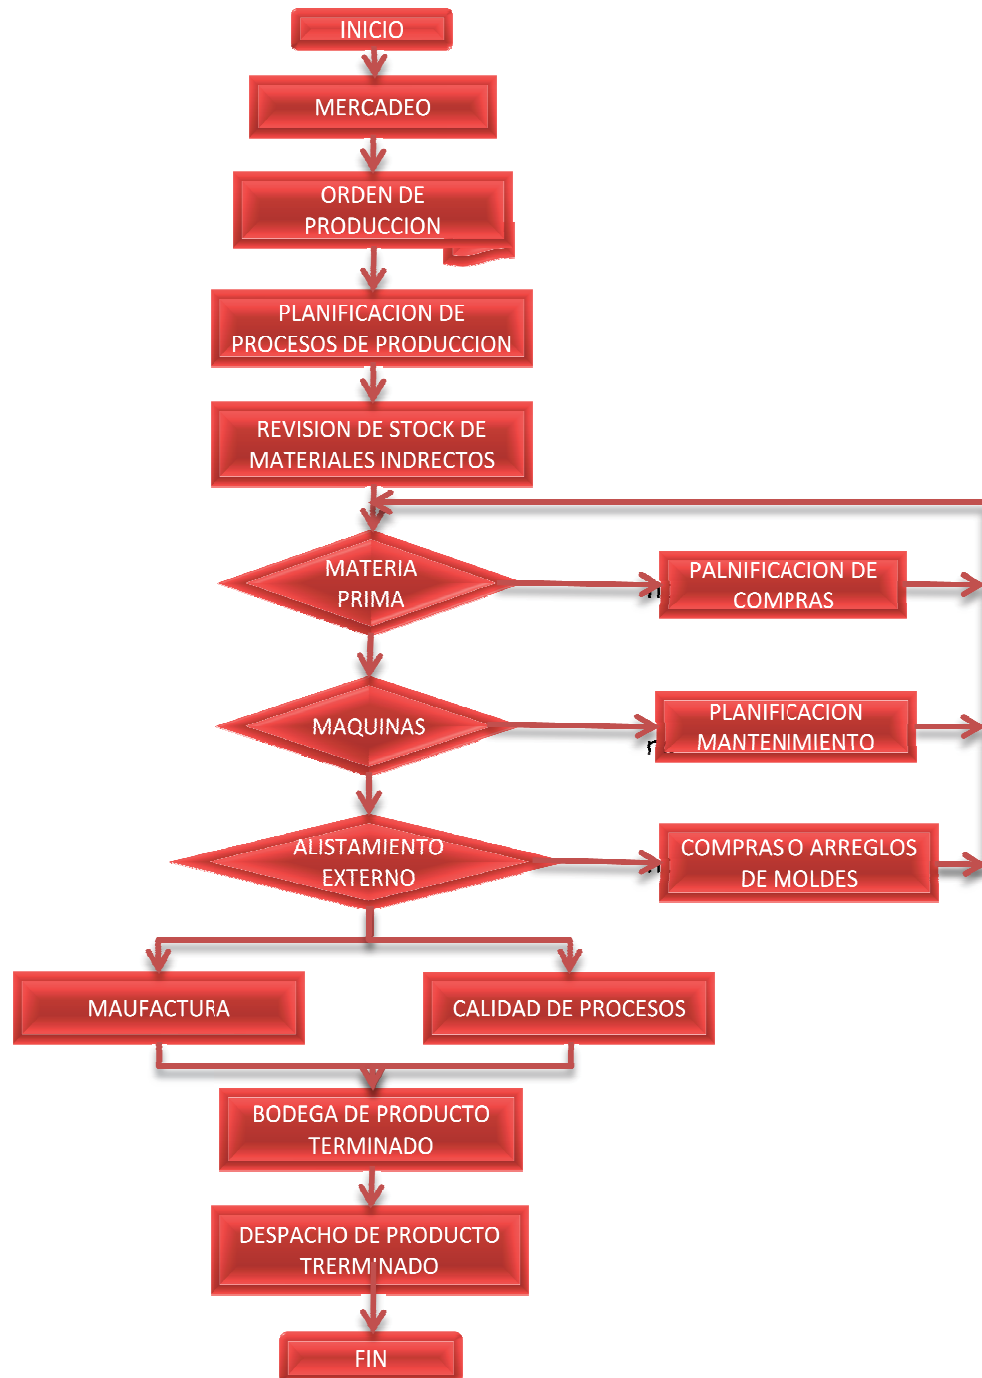 INICIO
MERCADEO
ORDEN DE
PRODUCCION
PLANIFICACION DE
PROCESOS DE PRODUCCION
REVISION DE STOCK DE
MATERIALES INDRECTOS
MATERIA
PRIMA
PALNIFICACION DE
COMPRAS
MAQUINAS
PLANIFICACION
MANTENIMIENTO
ALISTAMIENTO
EXTERNO
COMPRAS O ARREGLOS
DE MOLDES
MAUFACTURA
CALIDAD DE PROCESOS
BODEGA DE PRODUCTO
TERMINADO
DESPACHO DE PRODUCTO
TRERMINADO
FIN